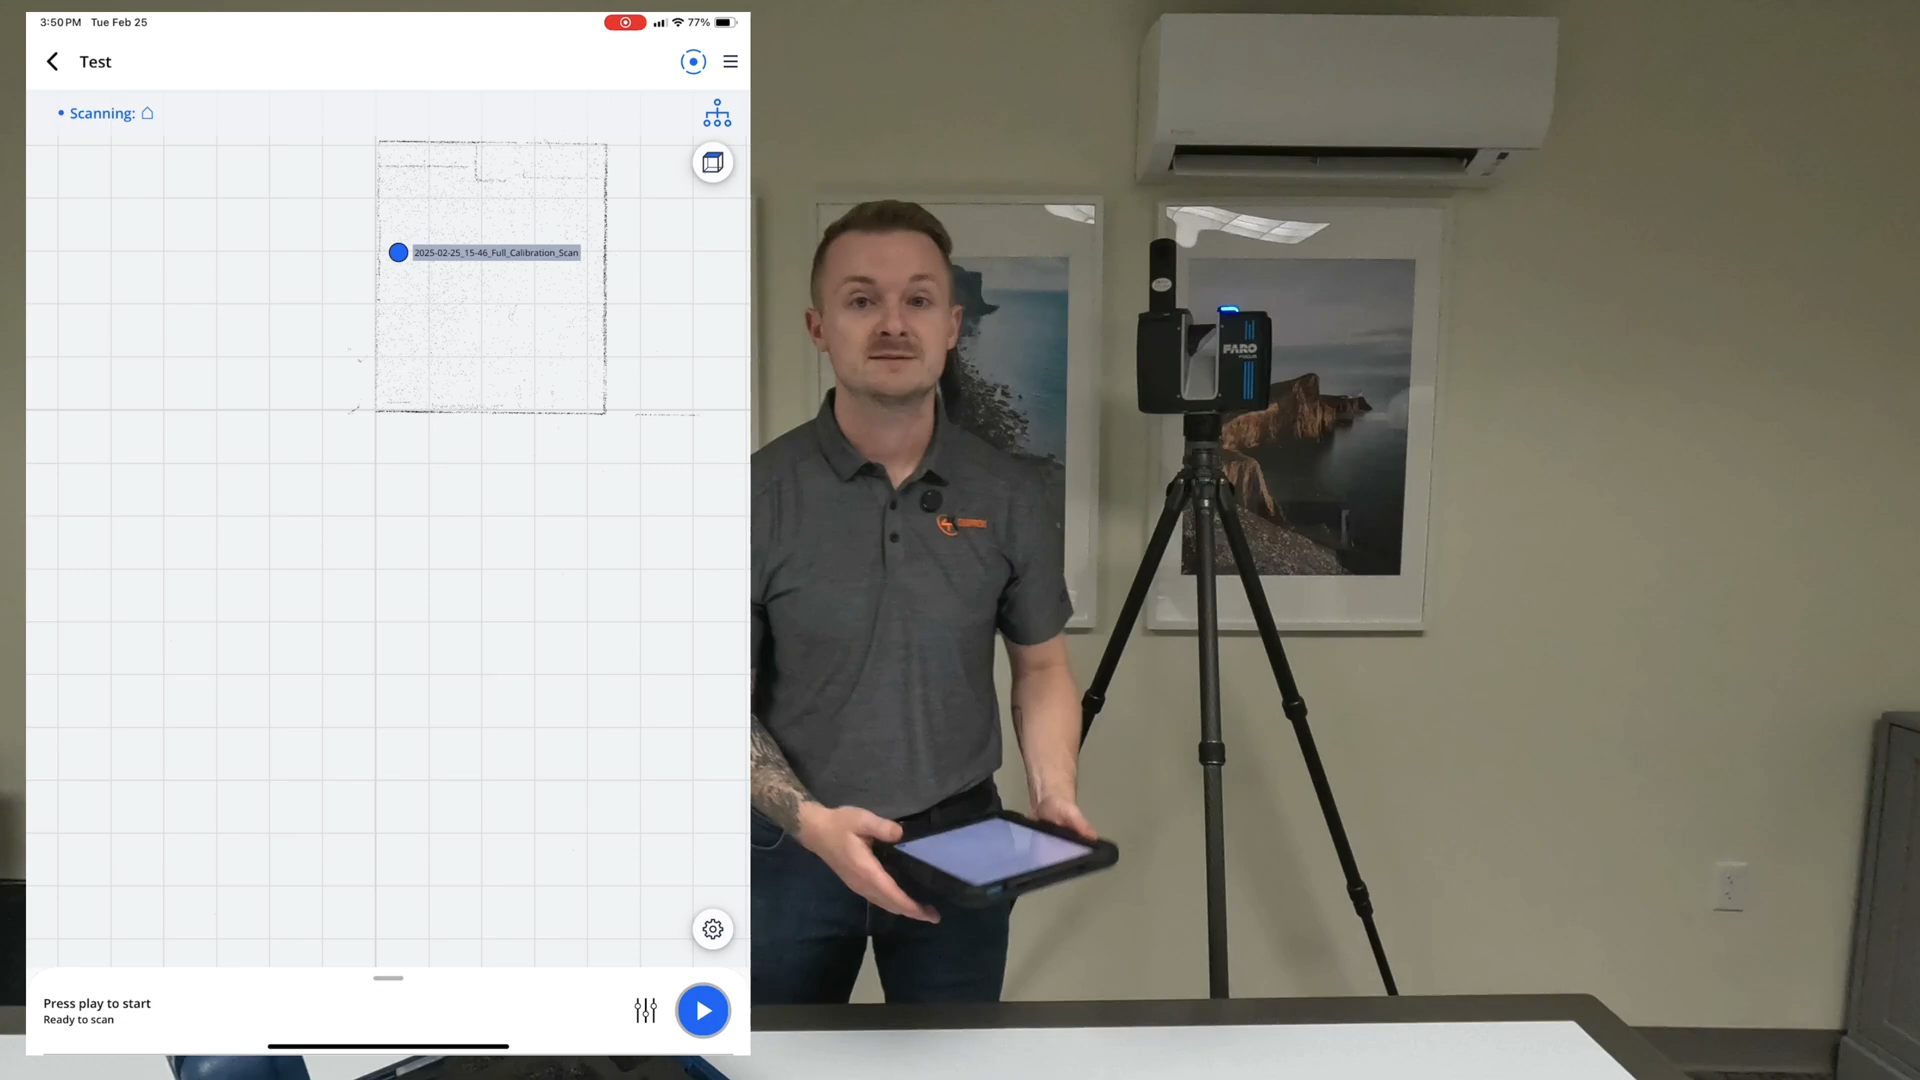 3:50 PM Tue Feb 25
77%
Test
Scanning:
2025-02-25_15-46_Full_Calibration_Scan
Press play to start
Ready to scan
FARO
FOCUS